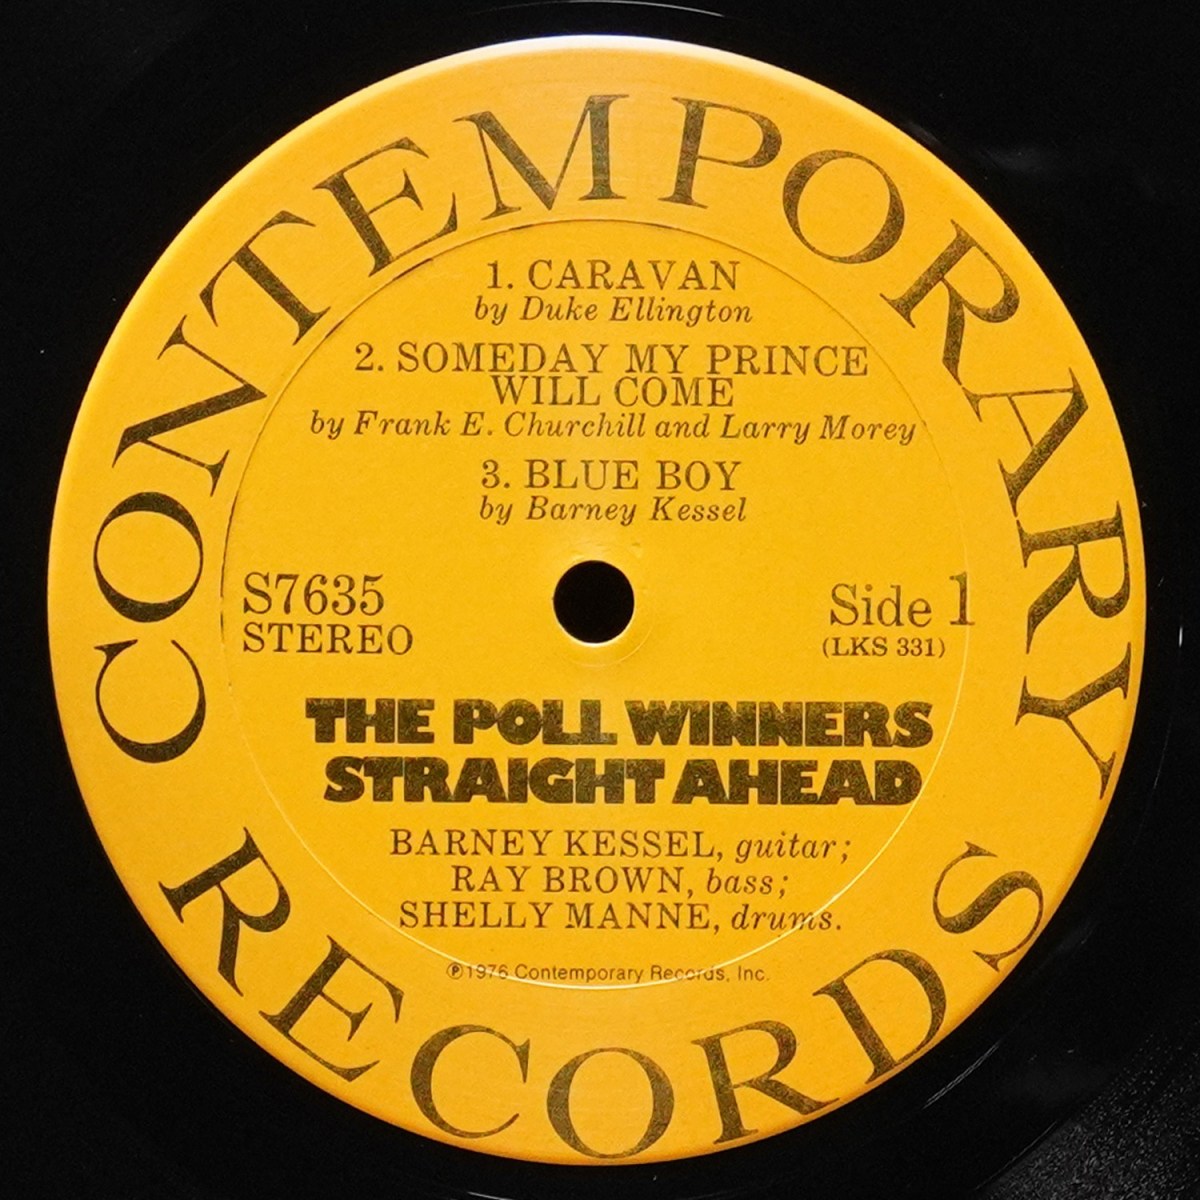 CONTEMPORARY RECORDS
1. CARAVAN
by Duke Ellington
2. SOMEDAY MY PRINCE
WILL COME
by Frank E. Churchill and Larry Morey
3. BLUE BOY
by Barney Kessel
S7635
STEREO
Side 1
(LKS 331)
THE POLL WINNERS
STRAIGHT AHEAD
BARNEY KESSEL, guitar;
RAY BROWN, bass;
SHELLY MANNE, drums.
℗1976 Contemporary Records, Inc.